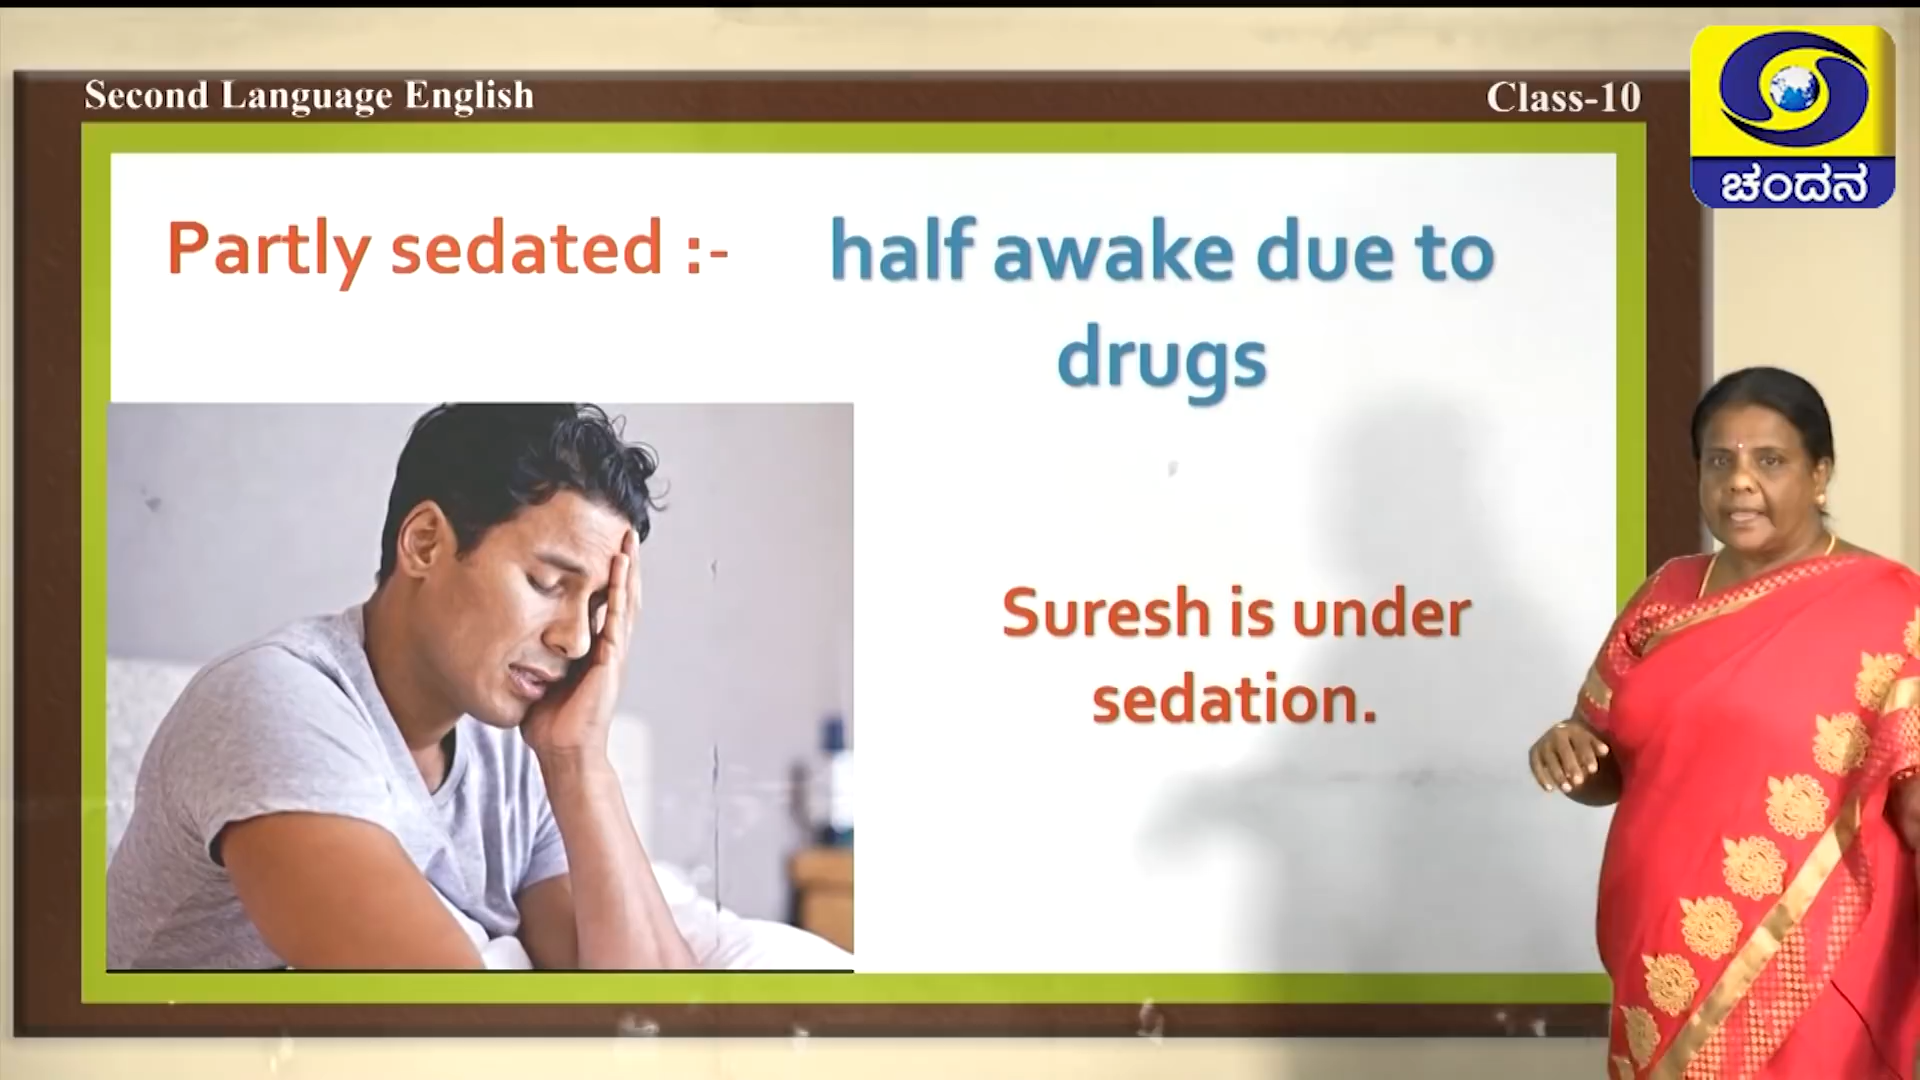 Second Language English
Class-10
ಚಂದನ
Partly sedated :-
half awake due to
drugs
Suresh is under
sedation.